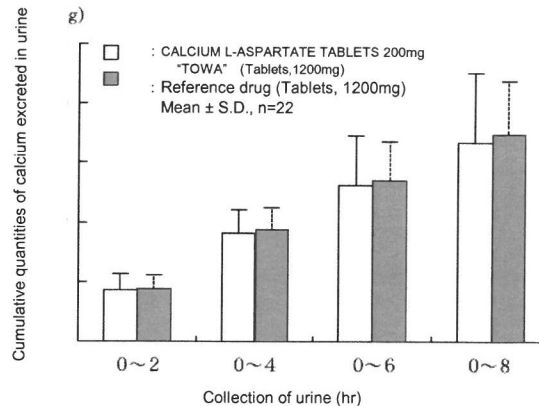 g)
: CALCIUM L-ASPARTATE TABLETS 200mg
"TOWA" (Tablets,1200mg)
: Reference drug (Tablets, 1200mg)
Mean ± S.D., n=22
Cumulative quantities of calcium excreted in urine
0～2 0～4 0～6 0～8
Collection of urine (hr)